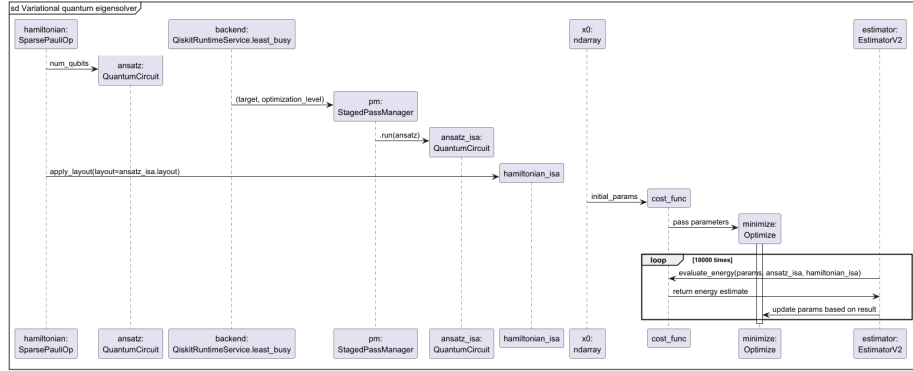 sd Variational quantum eigensolver
hamiltonian:
SparsePauliOp
backend:
QiskitRuntimeService.least_busy
x0:
ndarray
estimator:
EstimatorV2
num_qubits
ansatz:
QuantumCircuit
(target, optimization_level)
pm:
StagedPassManager
.run(ansatz)
ansatz_isa:
QuantumCircuit
apply_layout(layout=ansatz_isa.layout)
hamiltonian_isa
initial_params
cost_func
pass parameters
minimize:
Optimize
loop
[10000 times]
evaluate_energy(params, ansatz_isa, hamiltonian_isa)
return energy estimate
update params based on result
hamiltonian:
SparsePauliOp
ansatz:
QuantumCircuit
backend:
QiskitRuntimeService.least_busy
pm:
StagedPassManager
ansatz_isa:
QuantumCircuit
hamiltonian_isa
x0:
ndarray
cost_func
minimize:
Optimize
estimator:
EstimatorV2